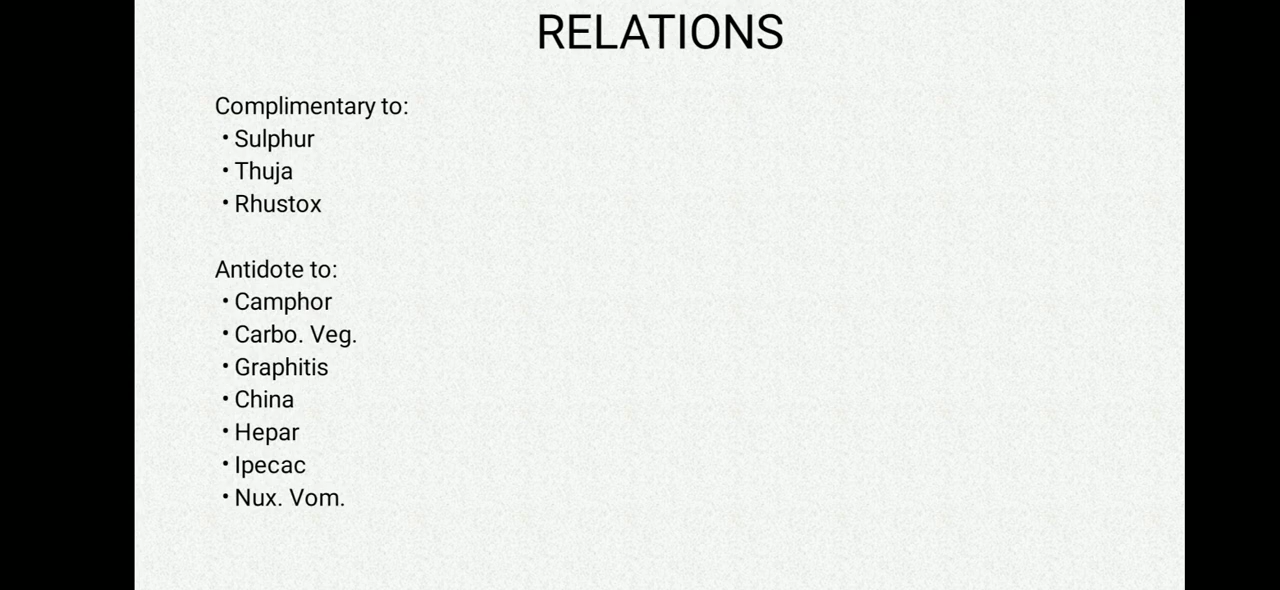 RELATIONS
Complimentary to:
• Sulphur
• Thuja
• Rhustox
Antidote to:
• Camphor
• Carbo. Veg.
• Graphitis
• China
• Hepar
• Ipecac
• Nux. Vom.